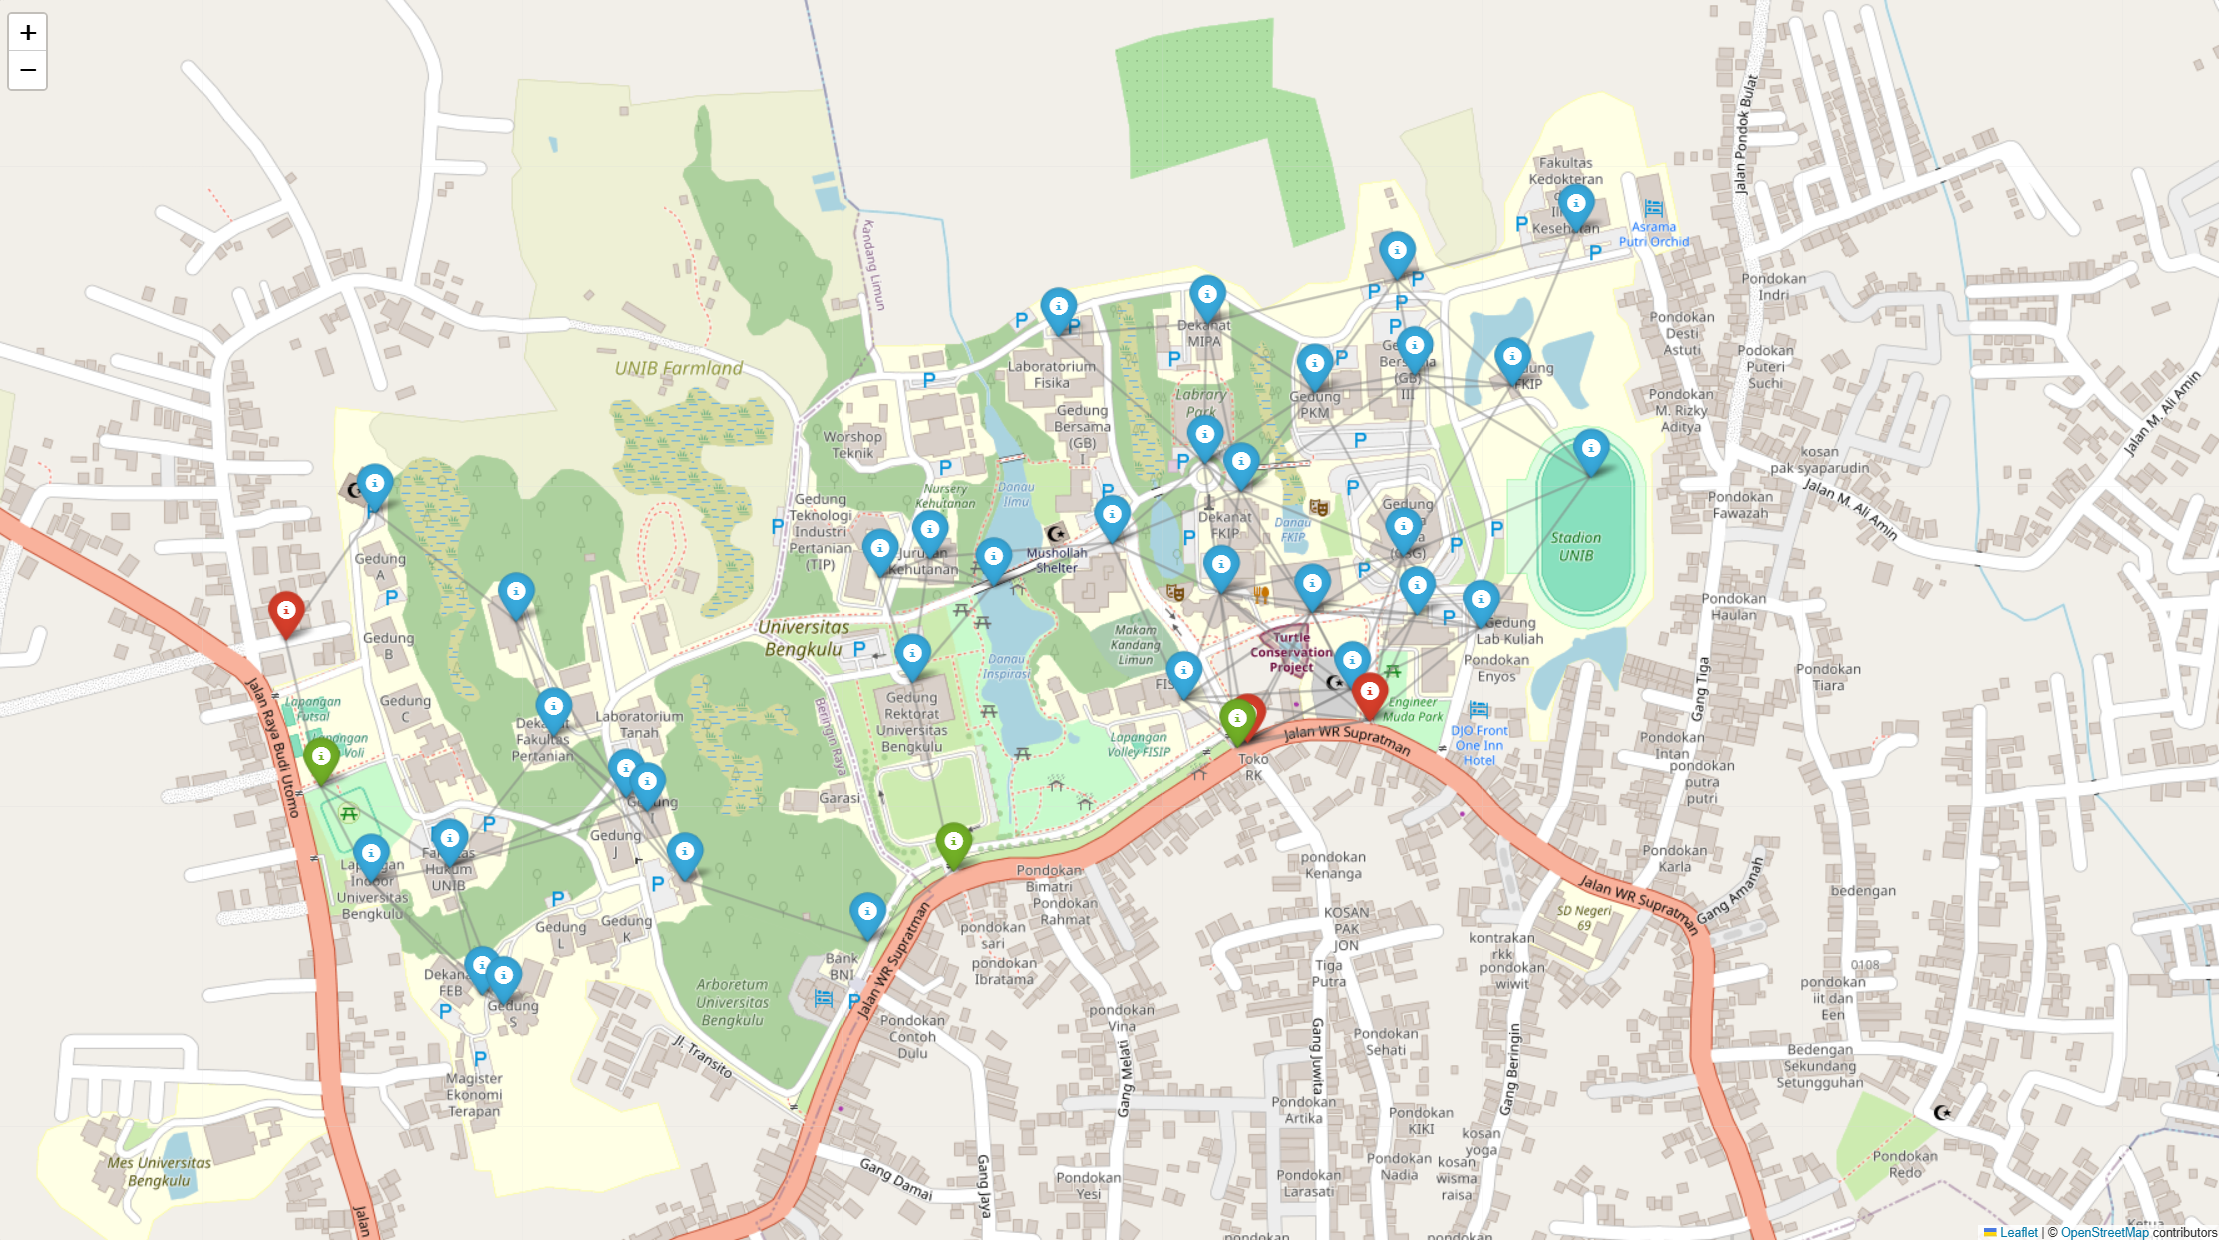 +
−
Jalan Pondok Bulat
Fakultas
Kedokteran
Kesehatan
Asrama
Putri Orchid
Kandang Limun
Pondokan
Indri
Pondokan
Desti
Astuti
Podokan
Puteri
Suchi
Pondokan
M. Rizky
Aditya
Jalan M. Ali Amin
kosan
pak syaparudin
Jalan M. Ali Amin
Pondokan
Fawazah
Pondokan
Haulan
Pondokan
Tiara
UNIB Farmland
Dekanat
MIPA
Laboratorium
Fisika
Gedung
Bersama
(GB)
I
Labrary
Park
Gedung
PKM
(GB)
III
FKIP
Worshop
Teknik
Nursery
Kehutanan
Danau
Ilmu
Gedung
Teknologi
Industri
Pertanian
(TIP)
Jurusan
Kehutanan
Mushollah
Shelter
Dekanat
FKIP
Danau
FKIP
Gedung
(GSG)
Stadion
UNIB
Gedung
Lab Kuliah
Pondokan
Enyos
Gang Tiga
Turtle
Conservation
Project
Makam
Kandang
Limun
Universitas
Bengkulu
Danau
Inspirasi
Beringin Raya
Gedung
Rektorat
Universitas
Bengkulu
Lapangan
Volley FISIP
Engineer
Muda Park
DJO Front
One Inn
Hotel
Jalan WR Supratman
Toko
RK
Pondokan
Intan
pondokan
putra
putri
Pondokan
Karla
Gedung
A
Gedung
B
Gedung
C
Lapangan
Futsal
Lapangan
Voli
Jalan Raya Budi Utomo
Dekanat
Fakultas
Pertanian
Laboratorium
Tanah
Gedung
I
Gedung
J
Garasi
Lapangan
Indoor
Universitas
Bengkulu
Fakultas
Hukum
UNIB
Gedung
L
Gedung
K
Dekanat
FEB
Gedung
S
Magister
Ekonomi
Terapan
Arboretum
Universitas
Bengkulu
Bank
BNI
Jalan WR Supratman
Jl. Transito
Pondokan
Bimatri
Pondokan
Rahmat
pondokan
sari
pondokan
Ibratama
Pondokan
Contoh
Dulu
pondokan
Vina
Gang Melati
pondokan
Kenanga
KOSAN
PAK
JON
Tiga
Putra
Gang Juwita
Pondokan
Sehati
kontrakan
rkk
pondokan
wiwit
SD Negeri
69
Jalan WR Supratman
Gang Amanah
bedengan
0108
pondokan
iit dan
Een
Bedengan
Sekundang
Setungguhan
Gang Beringin
Pondokan
Artika
Pondokan
KIKI
kosan
yoga
Pondokan
Nadia
kosan
wisma
raisa
Pondokan
Larasati
Pondokan
Yesi
Gang Damai
Gang Jaya
Mes Universitas
Bengkulu
Jalan
Pondokan
Redo
pondokan
pondokan
Leaflet | © OpenStreetMap contributors